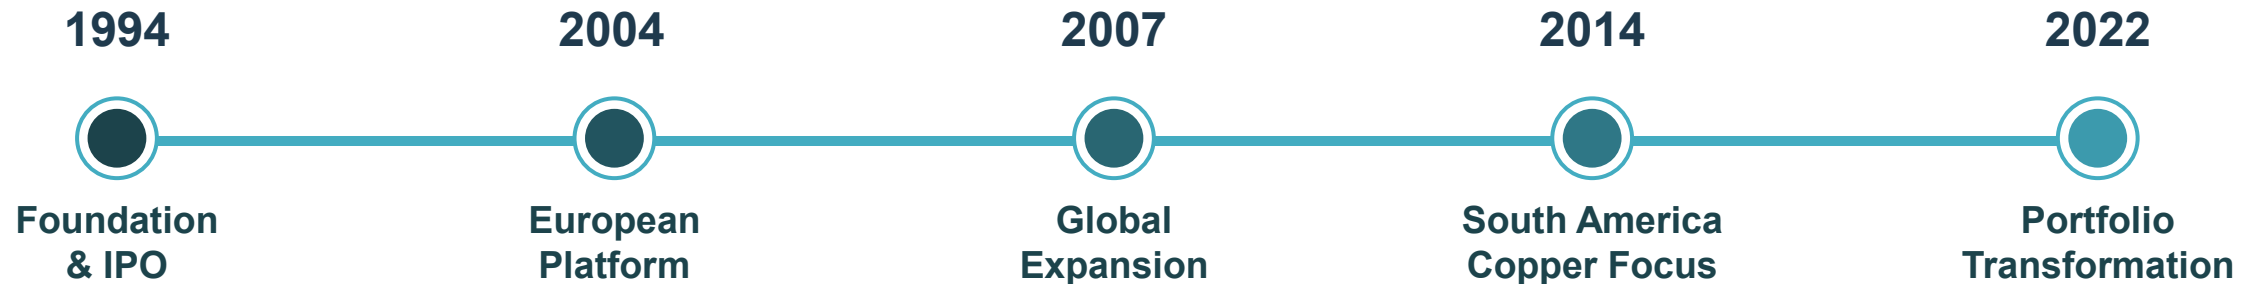 1994
2004
2007
2014
2022
Foundation
& IPO
European
Platform
Global
Expansion
South America
Copper Focus
Portfolio
Transformation